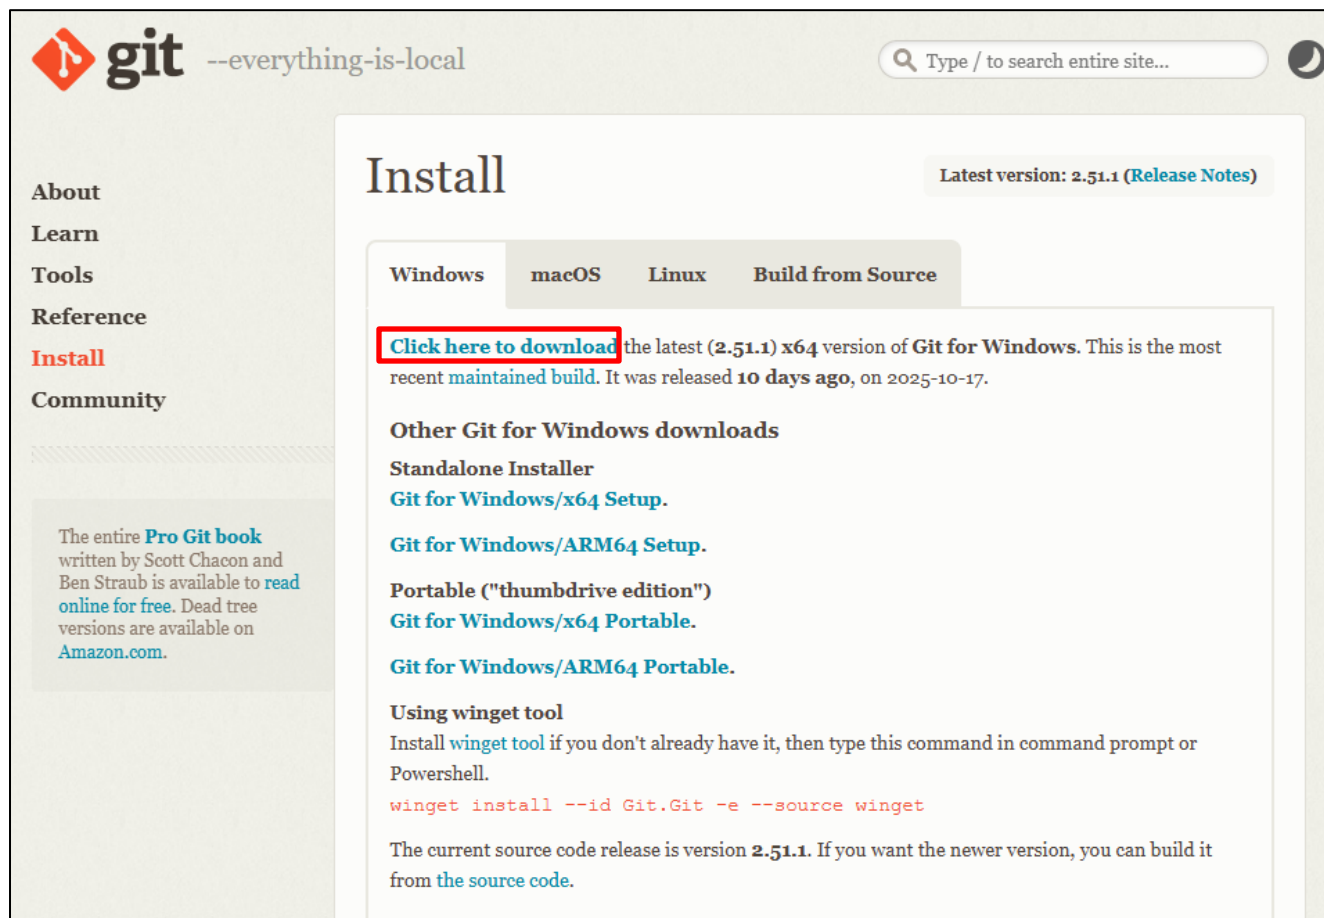 git --everything-is-local
Type / to search entire site...
About
Learn
Tools
Reference
Install
Community
The entire Pro Git book
written by Scott Chacon and
Ben Straub is available to read
online for free. Dead tree
versions are available on
Amazon.com.
Install
Latest version: 2.51.1 (Release Notes)
Windows macOS Linux Build from Source
Click here to download the latest (2.51.1) x64 version of Git for Windows. This is the most
recent maintained build. It was released 10 days ago, on 2025-10-17.
Other Git for Windows downloads
Standalone Installer
Git for Windows/x64 Setup.
Git for Windows/ARM64 Setup.
Portable ("thumbdrive edition")
Git for Windows/x64 Portable.
Git for Windows/ARM64 Portable.
Using winget tool
Install winget tool if you don't already have it, then type this command in command prompt or
Powershell.
winget install --id Git.Git -e --source winget
The current source code release is version 2.51.1. If you want the newer version, you can build it
from the source code.